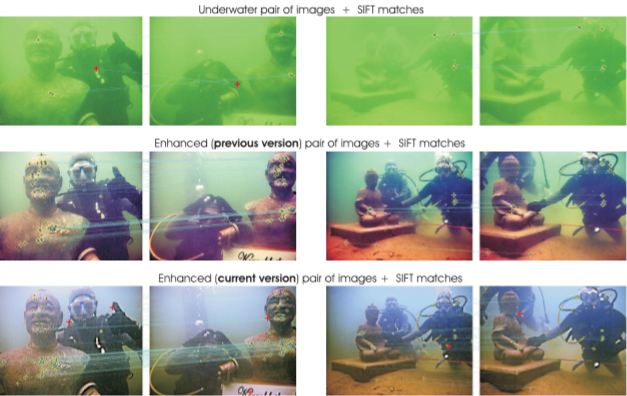 Underwater pair of images + SIFT matches
Enhanced (previous version) pair of images + SIFT matches
Enhanced (current version) pair of images + SIFT matches